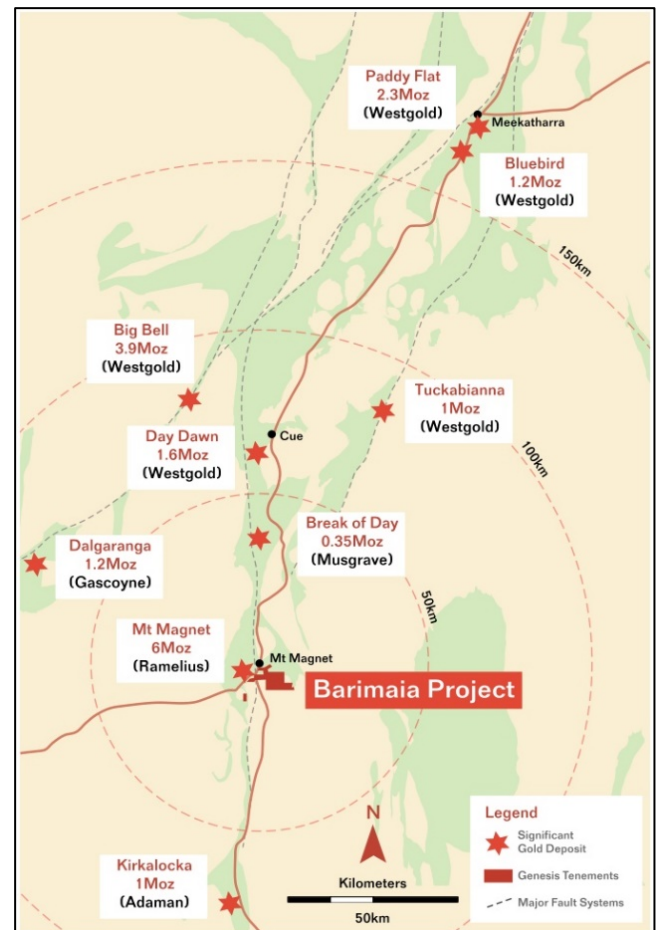 Paddy Flat
2.3Moz
(Westgold)
Meekatharra
Bluebird
1.2Moz
(Westgold)
150km
Big Bell
3.9Moz
(Westgold)
Tuckabianna
1Moz
(Westgold)
Cue
Day Dawn
1.6Moz
(Westgold)
100km
Break of Day
0.35Moz
(Musgrave)
Dalgaranga
1.2Moz
(Gascoyne)
50km
Mt Magnet
6Moz
(Ramelius)
Mt Magnet
Barimaia Project
Legend
Significant
Gold Deposit
Genesis Tenements
Major Fault Systems
N
Kilometers
50km
Kirkalocka
1Moz
(Adaman)